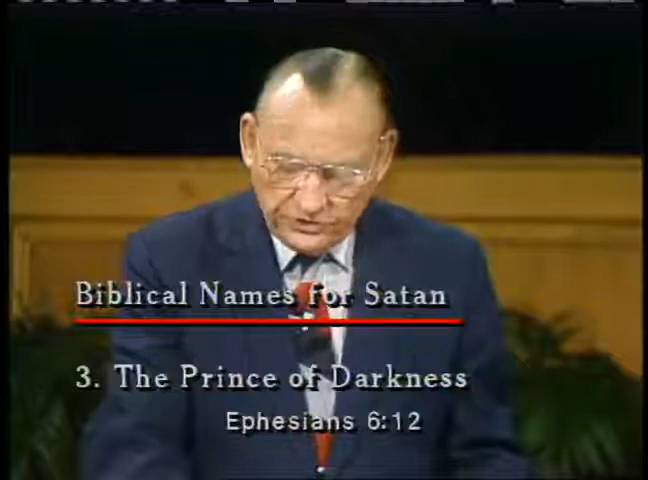 Biblical Names for Satan
3. The Prince of Darkness
Ephesians 6:12